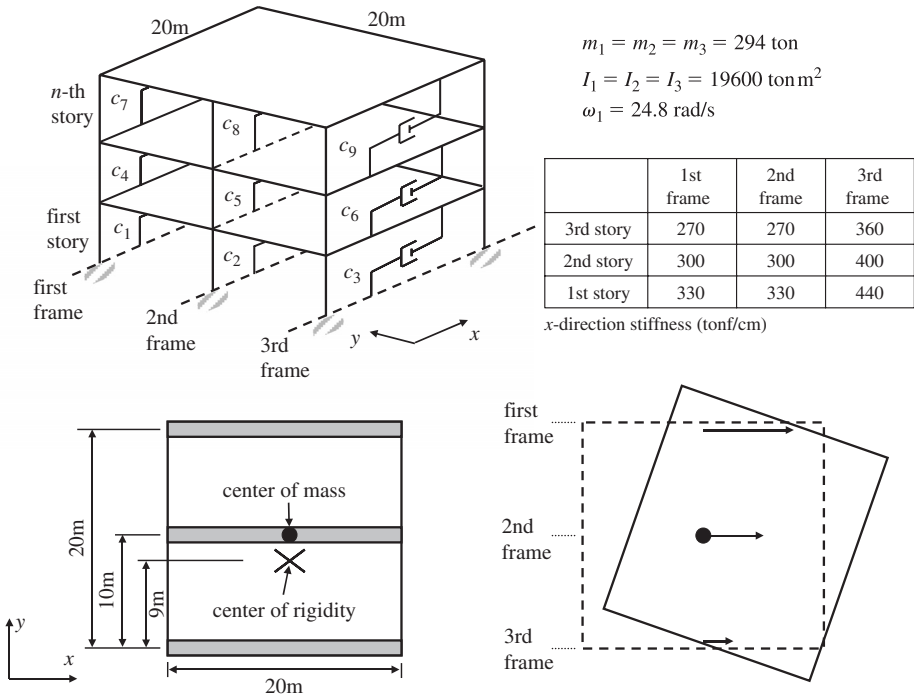 20m
20m
n-th
story
c7
c8
c9
c4
c5
c6
first
story
c1
c2
c3
first
frame
2nd
frame
3rd
frame
y
x
m1 = m2 = m3 = 294 ton
I1 = I2 = I3 = 19600 ton m²
ω1 = 24.8 rad/s
1st frame 2nd frame 3rd frame
3rd story 270 270 360
2nd story 300 300 400
1st story 330 330 440
x-direction stiffness (tonf/cm)
center of mass
20m
10m
9m
center of rigidity
y
x
20m
first
frame
2nd
frame
3rd
frame